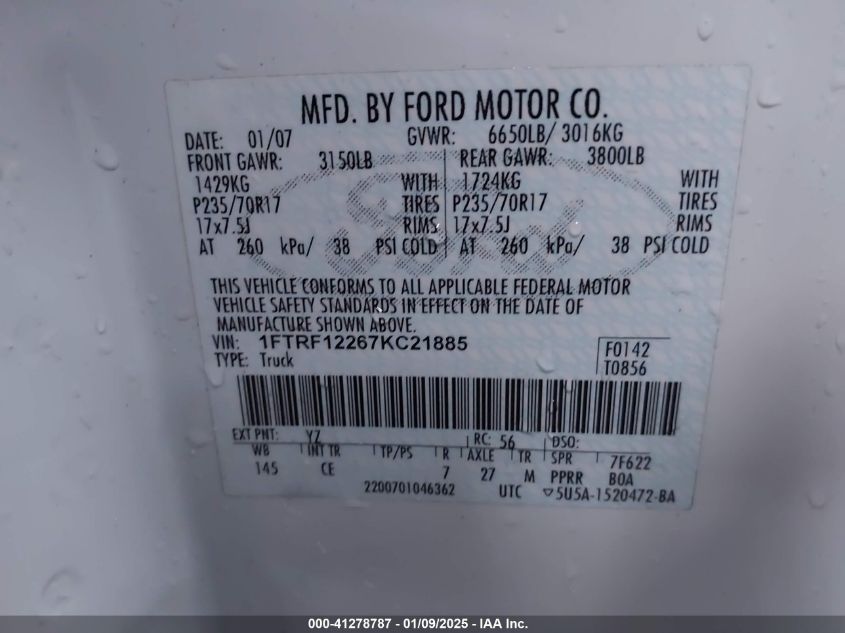 MFD. BY FORD MOTOR CO.
DATE: 01/07 GVWR: 6650LB/ 3016KG
FRONT GAWR: 3150LB REAR GAWR: 3800LB
1429KG WITH 1724KG WITH
P235/70R17 TIRES P235/70R17 TIRES
17x7.5J RIMS 17x7.5J RIMS
AT 260 kPa/ 38 PSI COLD AT 260 kPa/ 38 PSI COLD
Ford
THIS VEHICLE CONFORMS TO ALL APPLICABLE FEDERAL MOTOR
VEHICLE SAFETY STANDARDS IN EFFECT ON THE DATE OF
MANUFACTURE SHOWN ABOVE.
VIN: 1FTRF12267KC21885 F0142
TYPE: Truck T0856
EXT PNT: YZ RC: 56 DSO:
WB INT TR TP/PS R AXLE TR SPR 7F622
145 CE 7 27 M PPRR BOA
2200701046362 UTC ▽5U5A-1520472-BA
000-41278787 - 01/09/2025 - IAA Inc.